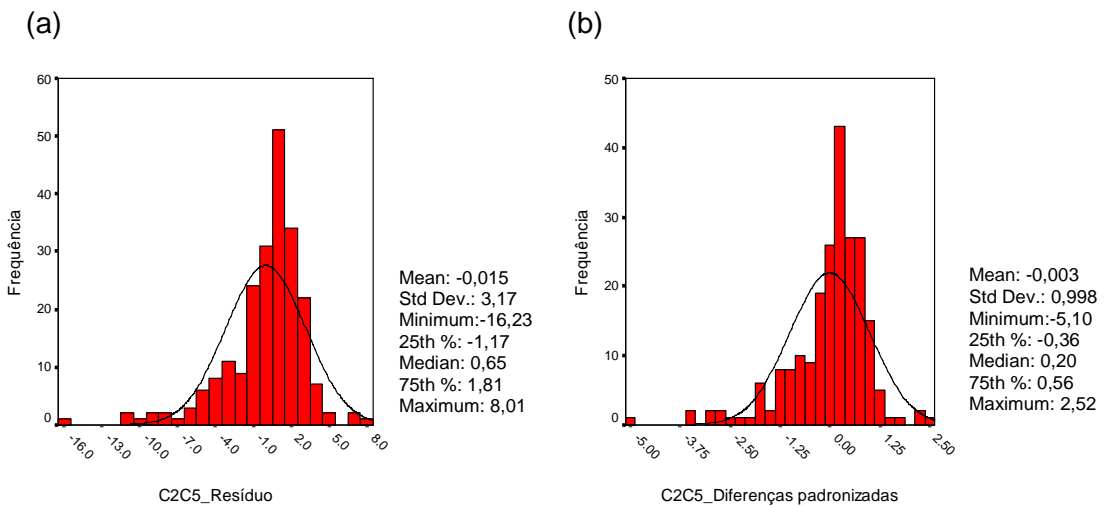 (a)
60
50
40
30
20
10
0
Frequência
-16.0
-13.0
-10.0
-7.0
-4.0
-1.0
2.0
5.0
8.0
C2C5_Resíduo
Mean: -0,015
Std Dev.: 3,17
Minimum:-16,23
25th %: -1,17
Median: 0,65
75th %: 1,81
Maximum: 8,01
(b)
50
40
30
20
10
0
Frequência
-5.00
-3.75
-2.50
-1.25
0.00
1.25
2.50
C2C5_Diferenças padronizadas
Mean: -0,003
Std Dev.: 0,998
Minimum:-5,10
25th %: -0,36
Median: 0,20
75th %: 0,56
Maximum: 2,52